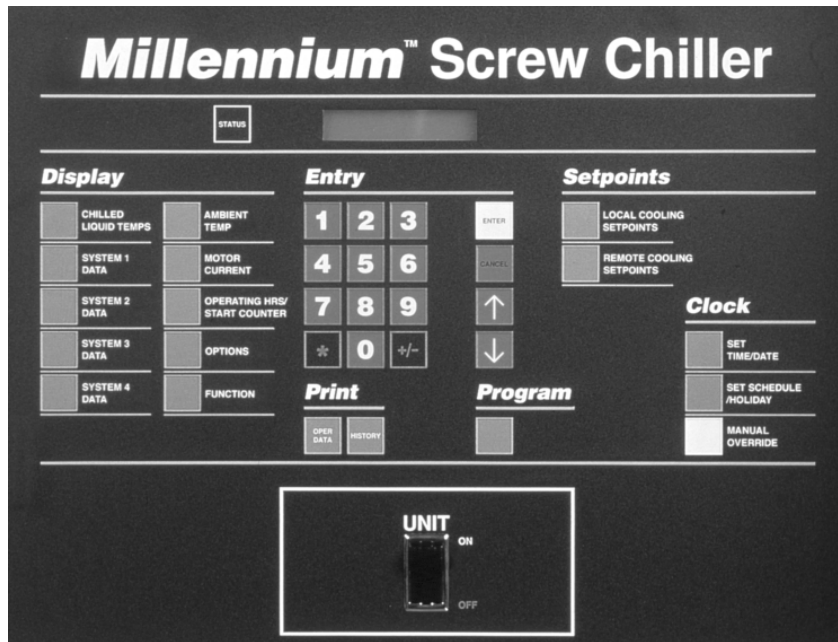 Millennium™ Screw Chiller
STATUS
Display
CHILLED
LIQUID TEMPS
AMBIENT
TEMP
SYSTEM 1
DATA
MOTOR
CURRENT
SYSTEM 2
DATA
OPERATING HRS/
START COUNTER
SYSTEM 3
DATA
OPTIONS
SYSTEM 4
DATA
FUNCTION
Entry
1 2 3 ENTER
4 5 6 CANCEL
7 8 9 ↑
* 0 +/- ↓
Setpoints
LOCAL COOLING
SETPOINTS
REMOTE COOLING
SETPOINTS
Clock
SET
TIME/DATE
SET SCHEDULE
/HOLIDAY
MANUAL
OVERRIDE
Print
OPER
DATA
HISTORY
Program
UNIT
ON
OFF